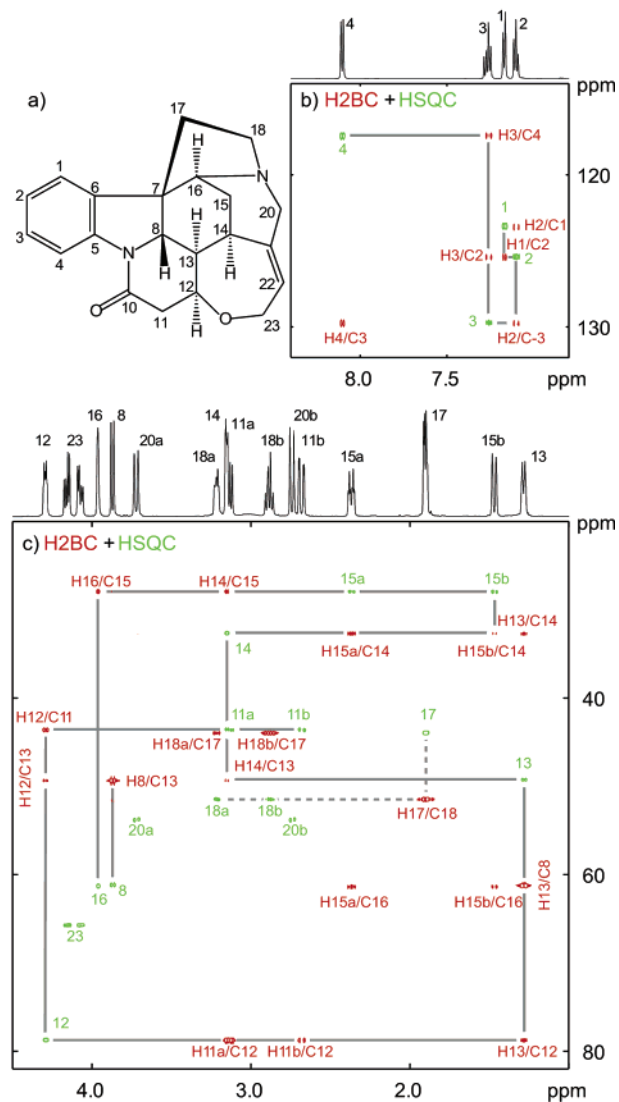 4 3 1 2
ppm
a)
17
18
1
6
7
16
N
H
15
20
2
8
14
H
3
5
13
4
N
H
H
22
12
O
10
11
H
O
23
b) H2BC + HSQC
4
H3/C4
120
1
H2/C1
H1/C2
H3/C2
2
3
130
H4/C3
H2/C-3
8.0 7.5 ppm
12 23 16 8 20a 18a 14 11a 18b 20b 11b 15a 17 15b 13
ppm
c) H2BC + HSQC
H16/C15 H14/C15 15a 15b
H13/C14
14 H15a/C14 H15b/C14
40
H12/C11 11a 11b 17
H18a/C17 H18b/C17
H12/C13 H8/C13 H14/C13 13
18a 18b H17/C18
20a 20b
60
16 8 H15a/C16 H15b/C16 H13/C8
23
12
H11a/C12 H11b/C12 H13/C12
80
4.0 3.0 2.0 ppm